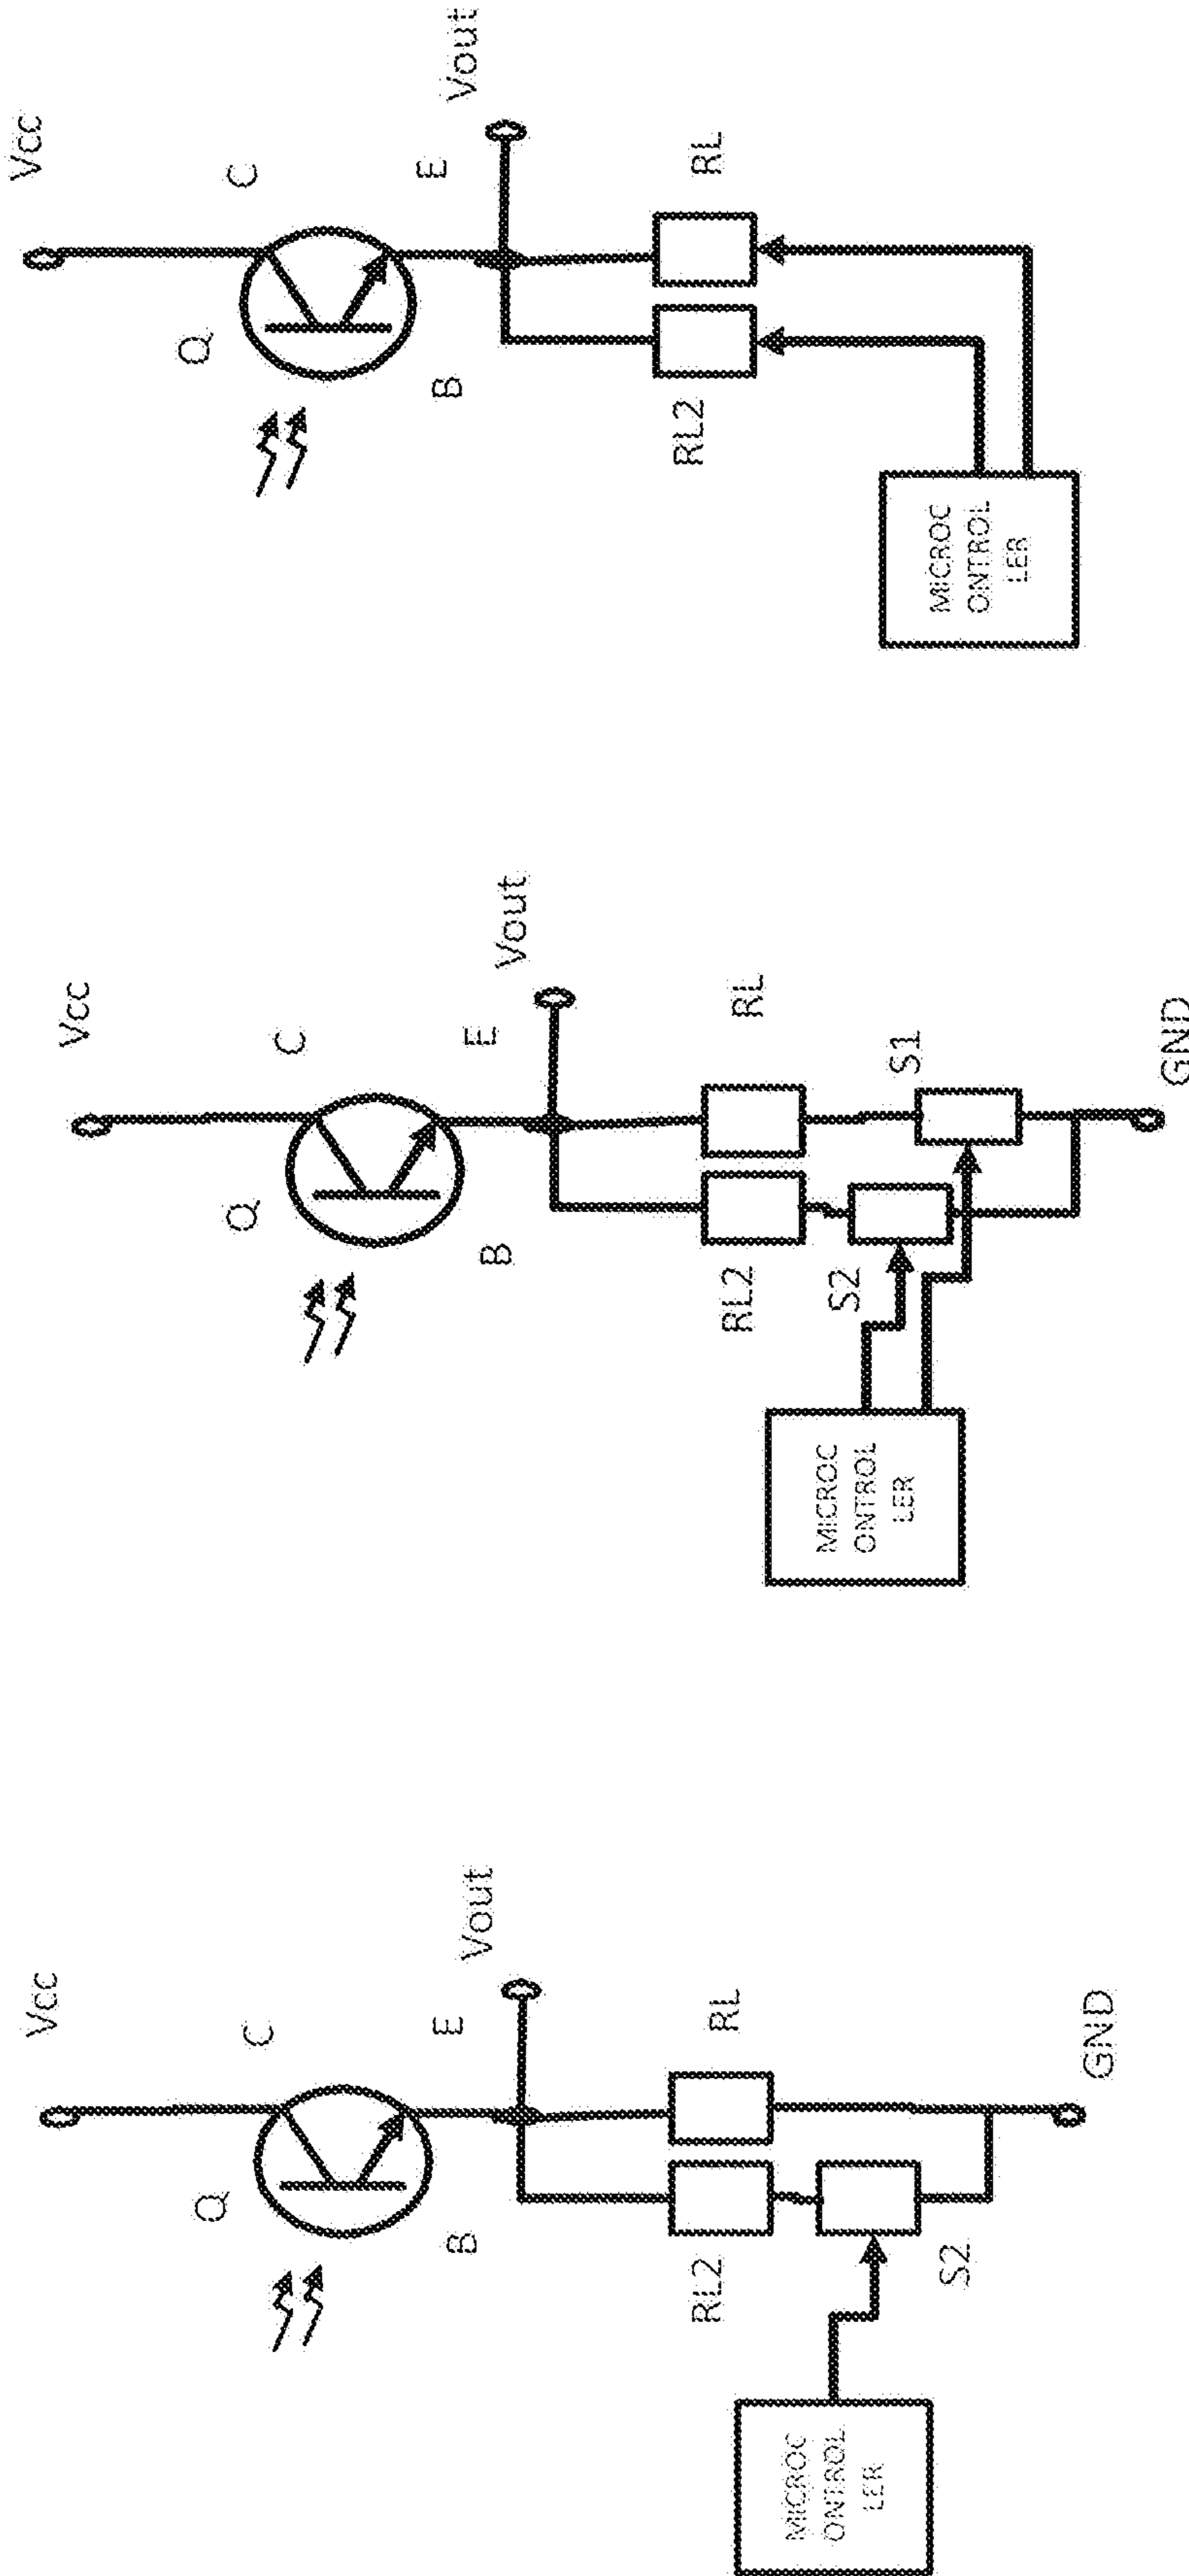 Vcc
C
Q
E
B
Vout
RL2
RL
S2
MICROC
ONTROL
LER
GND
Vcc
C
Q
E
B
Vout
RL2
RL
S2
S1
MICROC
ONTROL
LER
GND
Vcc
C
Q
E
B
Vout
RL2
RL
MICROC
ONTROL
LER